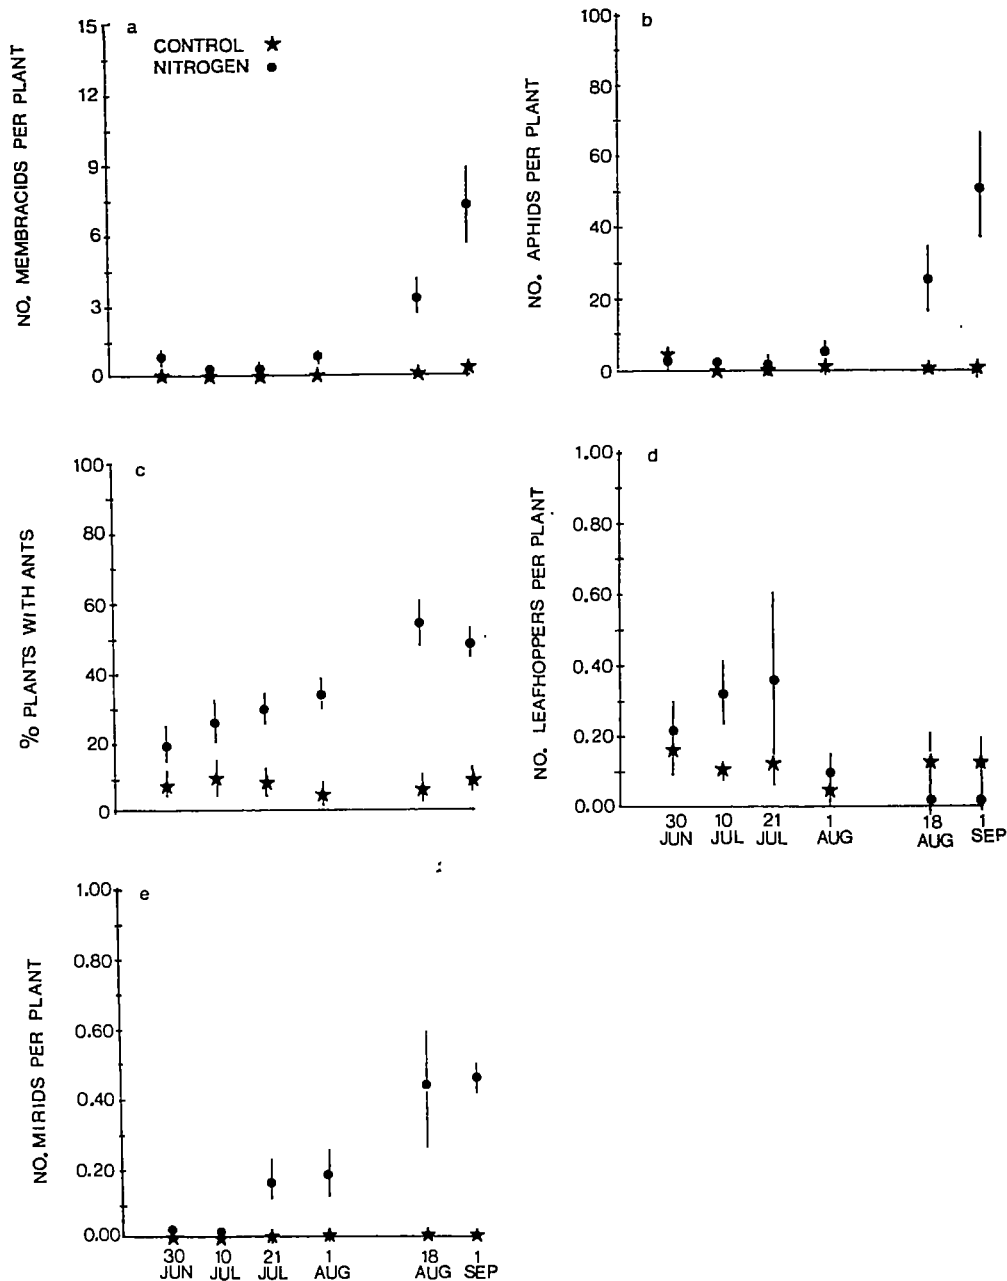 a
CONTROL ★
NITROGEN ●
NO. MEMBRACIDS PER PLANT
15
12
9
6
3
0
b
NO. APHIDS PER PLANT
100
80
60
40
20
0
c
% PLANTS WITH ANTS
100
80
60
40
20
0
d
NO. LEAFHOPPERS PER PLANT
1.00
0.80
0.60
0.40
0.20
0.00
30 10 21 1 18 1
JUN JUL JUL AUG AUG SEP
e
NO. MIRIDS PER PLANT
1.00
0.80
0.60
0.40
0.20
0.00
30 10 21 1 18 1
JUN JUL JUL AUG AUG SEP